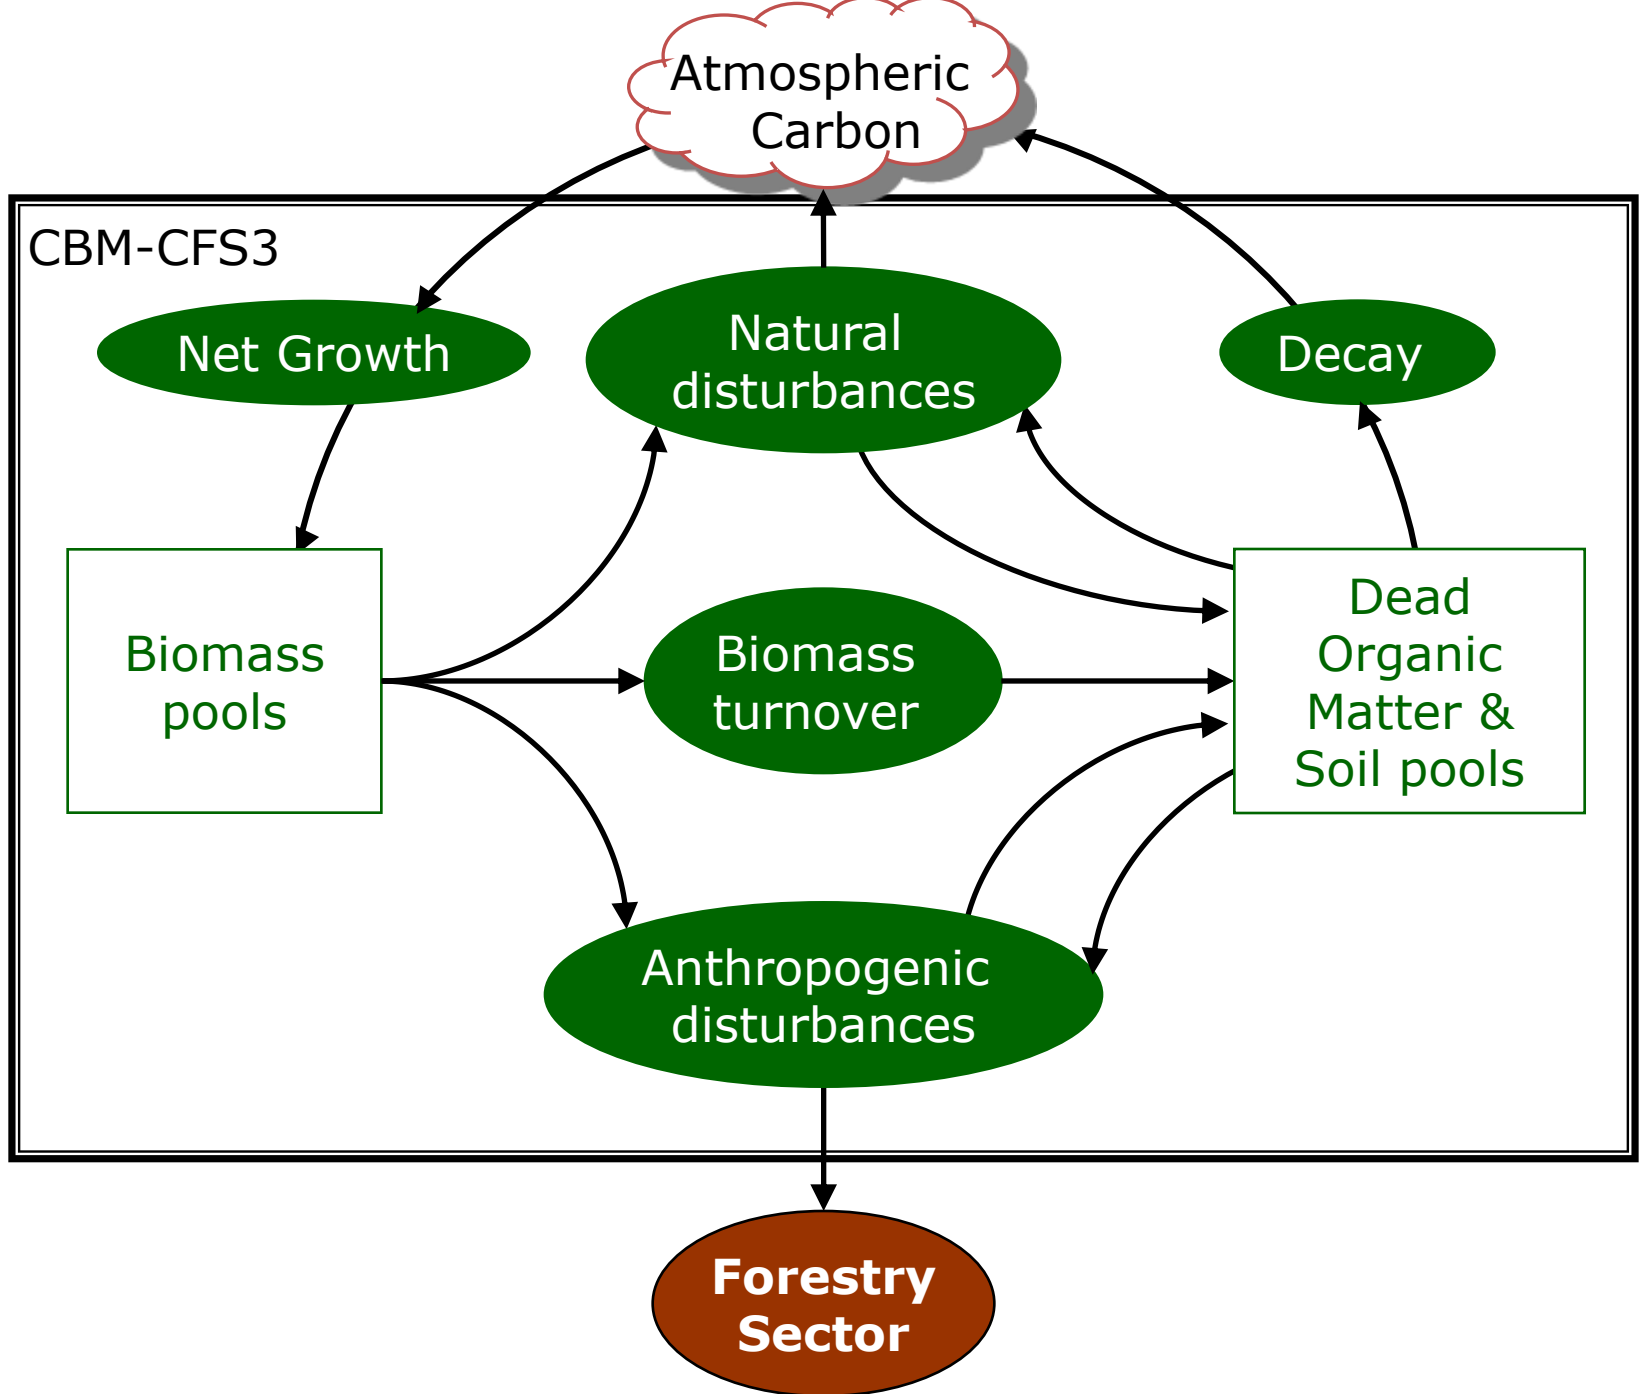 Atmospheric
Carbon
CBM-CFS3
Net Growth
Natural
disturbances
Decay
Biomass
pools
Biomass
turnover
Dead
Organic
Matter &
Soil pools
Anthropogenic
disturbances
Forestry
Sector